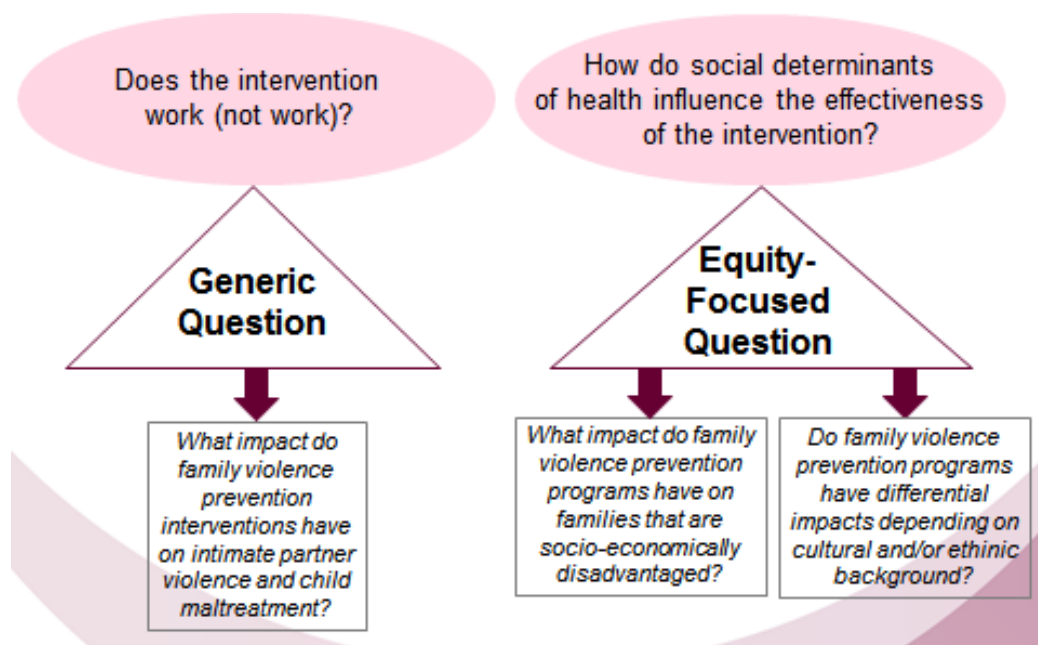 Does the intervention
work (not work)?
How do social determinants
of health influence the effectiveness
of the intervention?
Generic
Question
Equity-
Focused
Question
What impact do
family violence
prevention
interventions have
on intimate partner
violence and child
maltreatment?
What impact do family
violence prevention
programs have on
families that are
socio-economically
disadvantaged?
Do family violence
prevention programs
have differential
impacts depending on
cultural and/or ethinic
background?